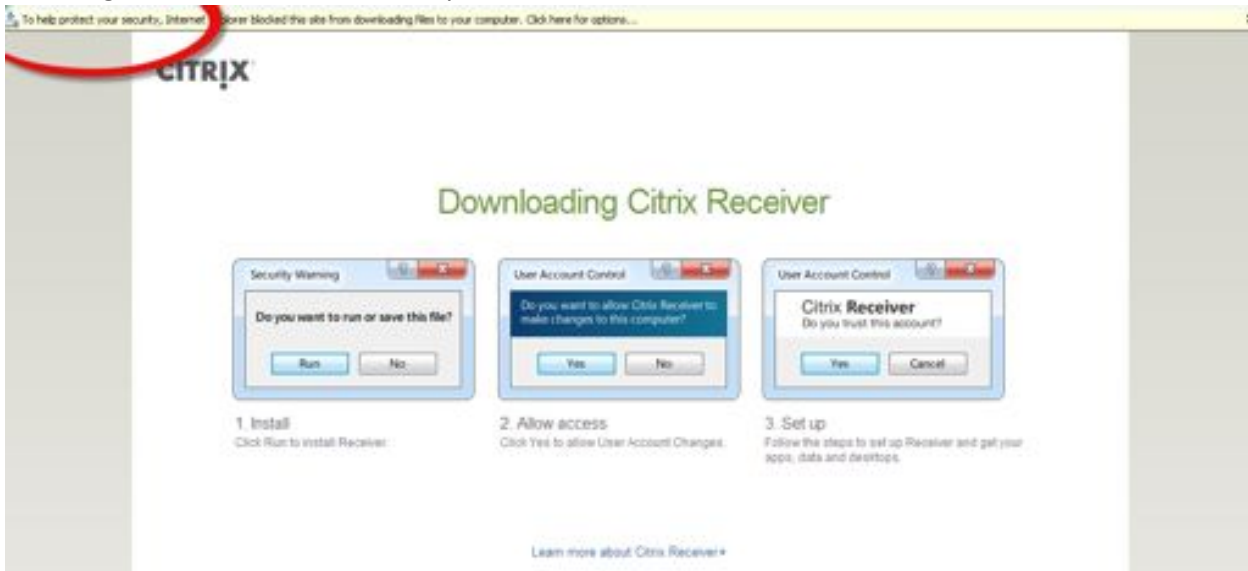 To help protect your security, Internet Explorer blocked this site from downloading files to your computer. Click here for options...
CITRIX
Downloading Citrix Receiver
Security Warning
Do you want to run or save this file?
Run No
User Account Control
Do you want to allow Citrix Receiver to
make changes to this computer?
Yes No
User Account Control
Citrix Receiver
Do you trust this account?
Yes Cancel
1. Install
Click Run to install Receiver.
2. Allow access
Click Yes to allow User Account Changes.
3. Set up
Follow the steps to set up Receiver and get your
apps, data and desktops.
Learn more about Citrix Receiver